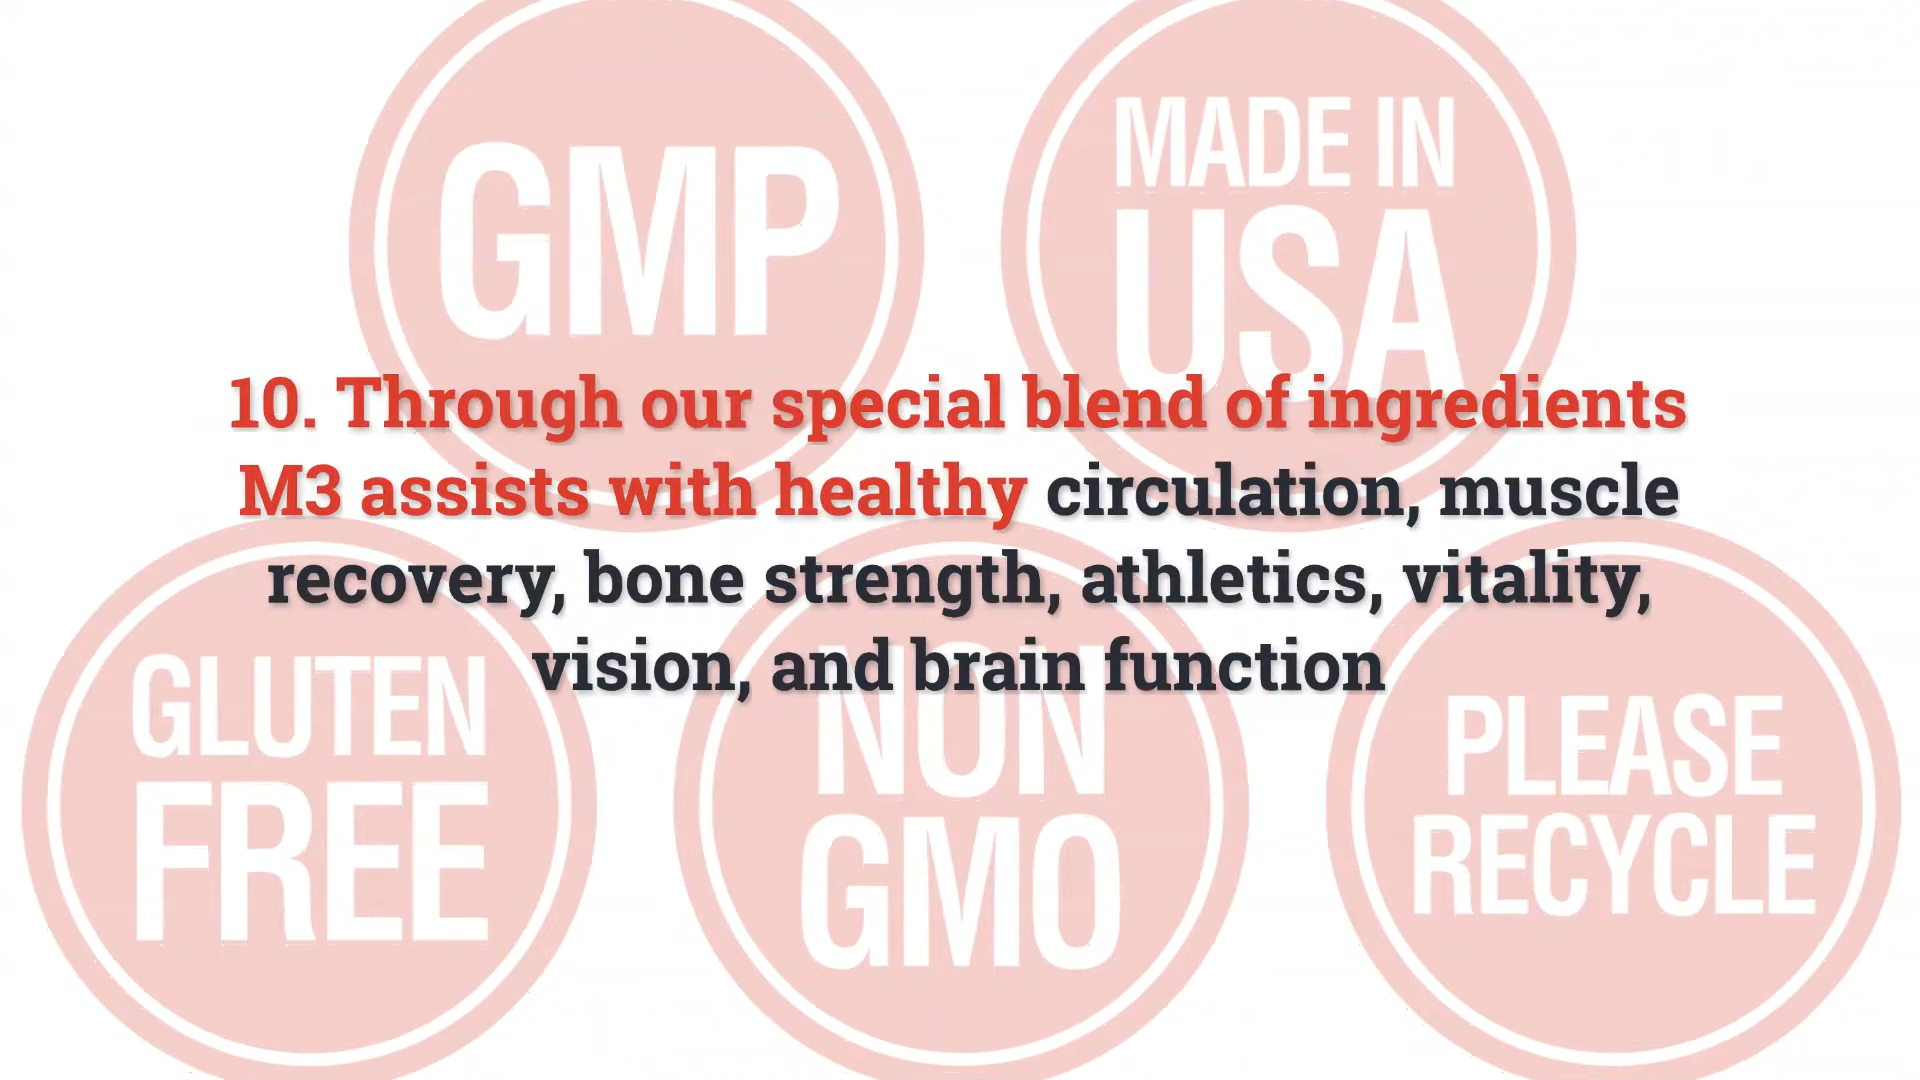 GMP
MADE IN
USA
10. Through our special blend of ingredients
M3 assists with healthy circulation, muscle
recovery, bone strength, athletics, vitality,
vision, and brain function
GLUTEN
FREE
NON
GMO
PLEASE
RECYCLE